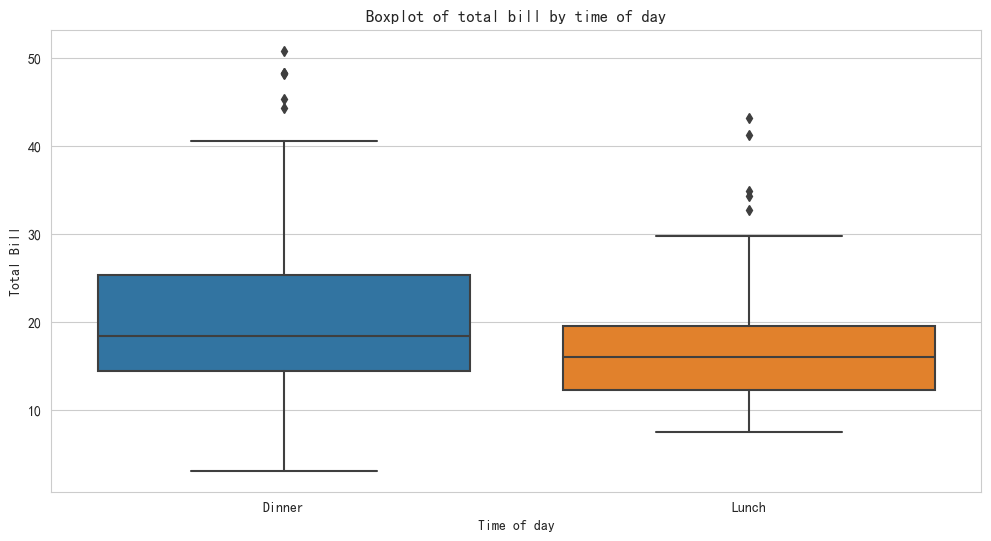 Boxplot of total bill by time of day
Total Bill
50
40
30
20
10
Dinner
Lunch
Time of day